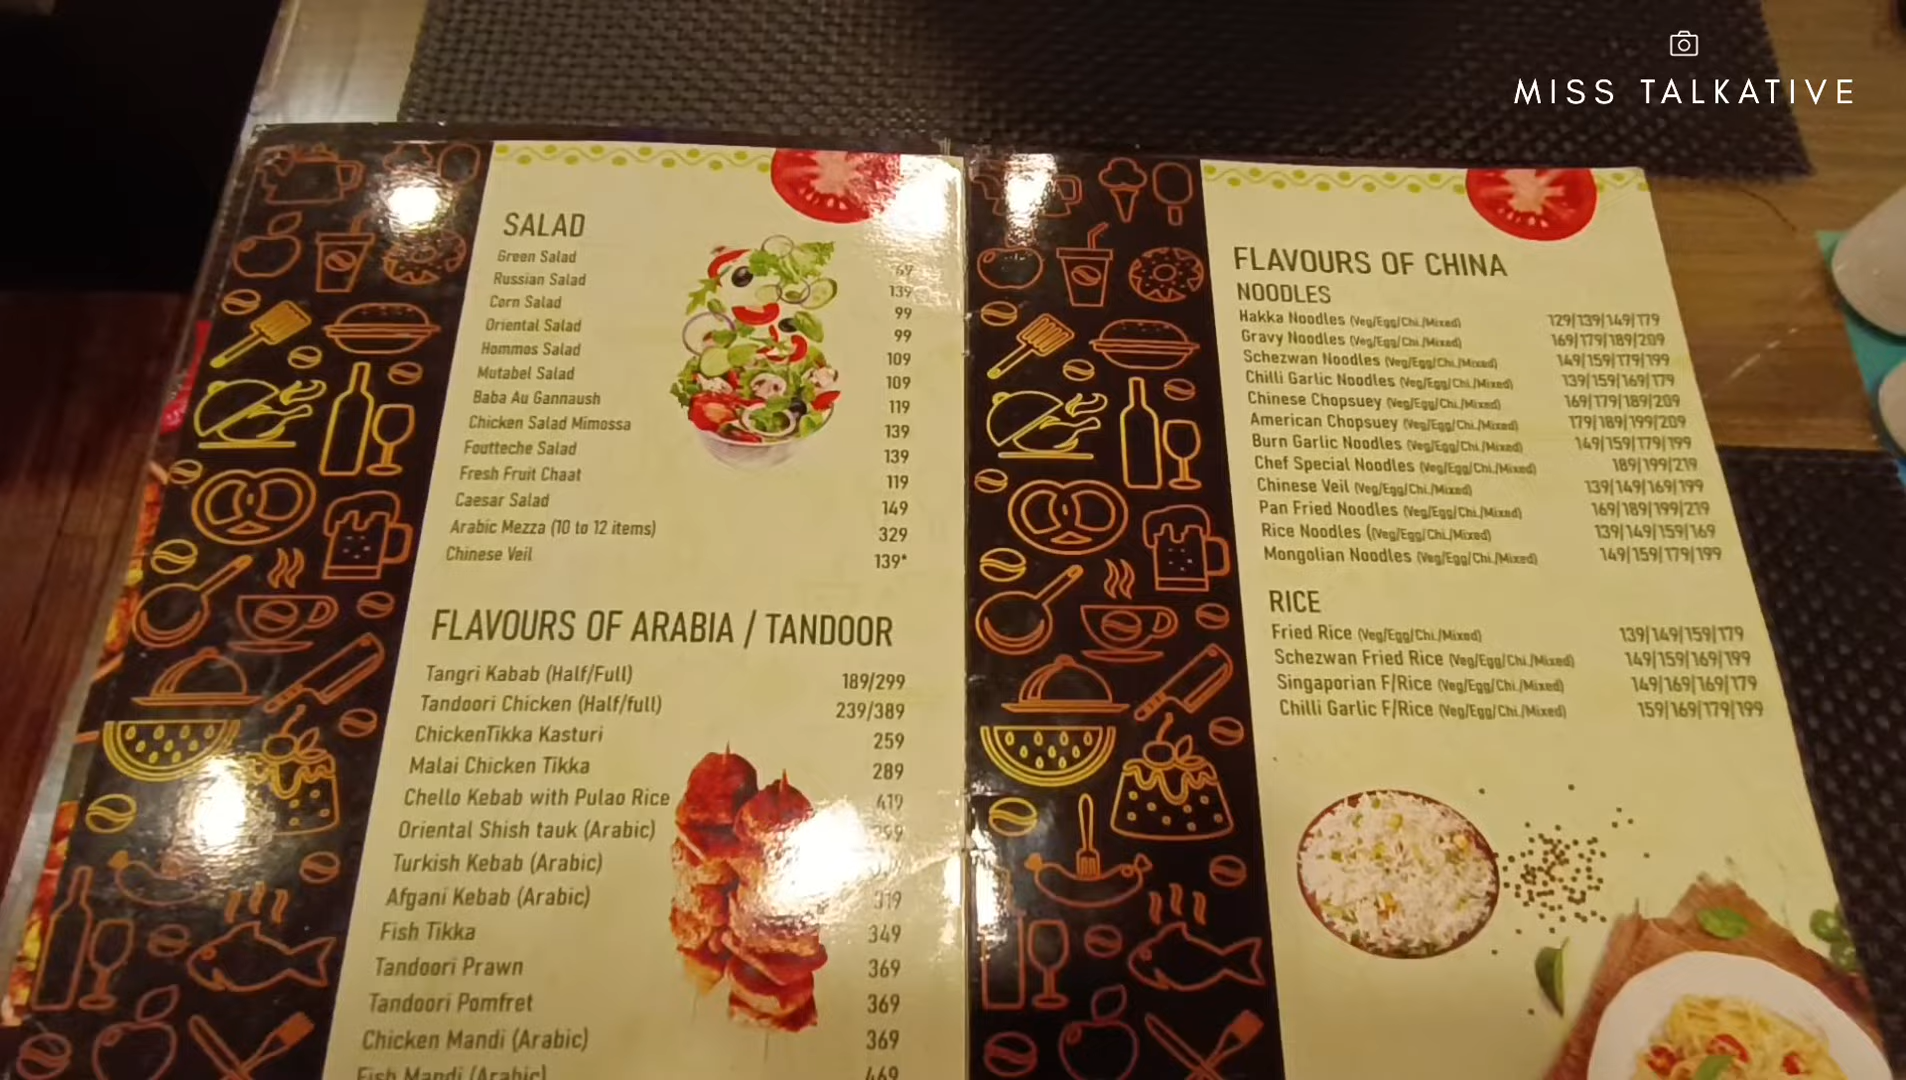 MISS TALKATIVE
SALAD
Green Salad 69
Russian Salad 139
Corn Salad 99
Oriental Salad 99
Hommos Salad 109
Mutabel Salad 109
Baba Au Gannaush 119
Chicken Salad Mimossa 139
Foutteche Salad 139
Fresh Fruit Chaat 119
Caesar Salad 149
Arabic Mezza (10 to 12 items) 329
Chinese Veil 139*
FLAVOURS OF ARABIA / TANDOOR
Tangri Kabab (Half/Full) 189/299
Tandoori Chicken (Half/full) 239/389
ChickenTikka Kasturi 259
Malai Chicken Tikka 289
Chello Kebab with Pulao Rice 419
Oriental Shish tauk (Arabic)
Turkish Kebab (Arabic)
Afgani Kebab (Arabic) 319
Fish Tikka 349
Tandoori Prawn 369
Tandoori Pomfret 369
Chicken Mandi (Arabic) 369
Fish Mandi (Arabic) 469
FLAVOURS OF CHINA
NOODLES
Hakka Noodles (Veg/Egg/Chi./Mixed) 129/139/149/179
Gravy Noodles (Veg/Egg/Chi./Mixed) 169/179/189/209
Schezwan Noodles (Veg/Egg/Chi./Mixed) 149/159/179/199
Chilli Garlic Noodles (Veg/Egg/Chi./Mixed) 139/159/169/179
Chinese Chopsuey (Veg/Egg/Chi./Mixed) 169/179/189/209
American Chopsuey (Veg/Egg/Chi./Mixed) 179/189/199/209
Burn Garlic Noodles (Veg/Egg/Chi./Mixed) 149/159/179/199
Chef Special Noodles (Veg/Egg/Chi./Mixed) 189/199/219
Chinese Veil (Veg/Egg/Chi./Mixed) 139/149/169/199
Pan Fried Noodles (Veg/Egg/Chi./Mixed) 169/189/199/219
Rice Noodles ((Veg/Egg/Chi./Mixed) 139/149/159/169
Mongolian Noodles (Veg/Egg/Chi./Mixed) 149/159/179/199
RICE
Fried Rice (Veg/Egg/Chi./Mixed) 139/149/159/179
Schezwan Fried Rice (Veg/Egg/Chi./Mixed) 149/159/169/199
Singaporian F/Rice (Veg/Egg/Chi./Mixed) 149/169/169/179
Chilli Garlic F/Rice (Veg/Egg/Chi./Mixed) 159/169/179/199